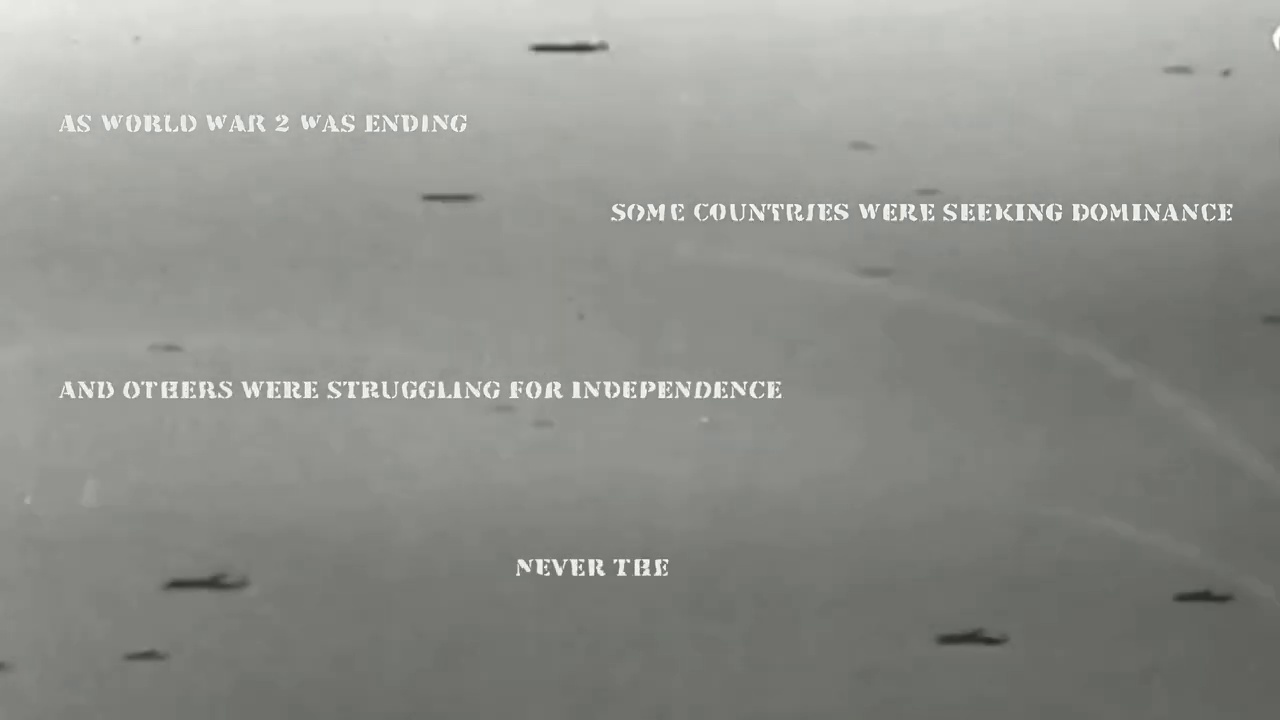 AS WORLD WAR 2 WAS ENDING
SOME COUNTRIES WERE SEEKING DOMINANCE
AND OTHERS WERE STRUGGLING FOR INDEPENDENCE
NEVER THE